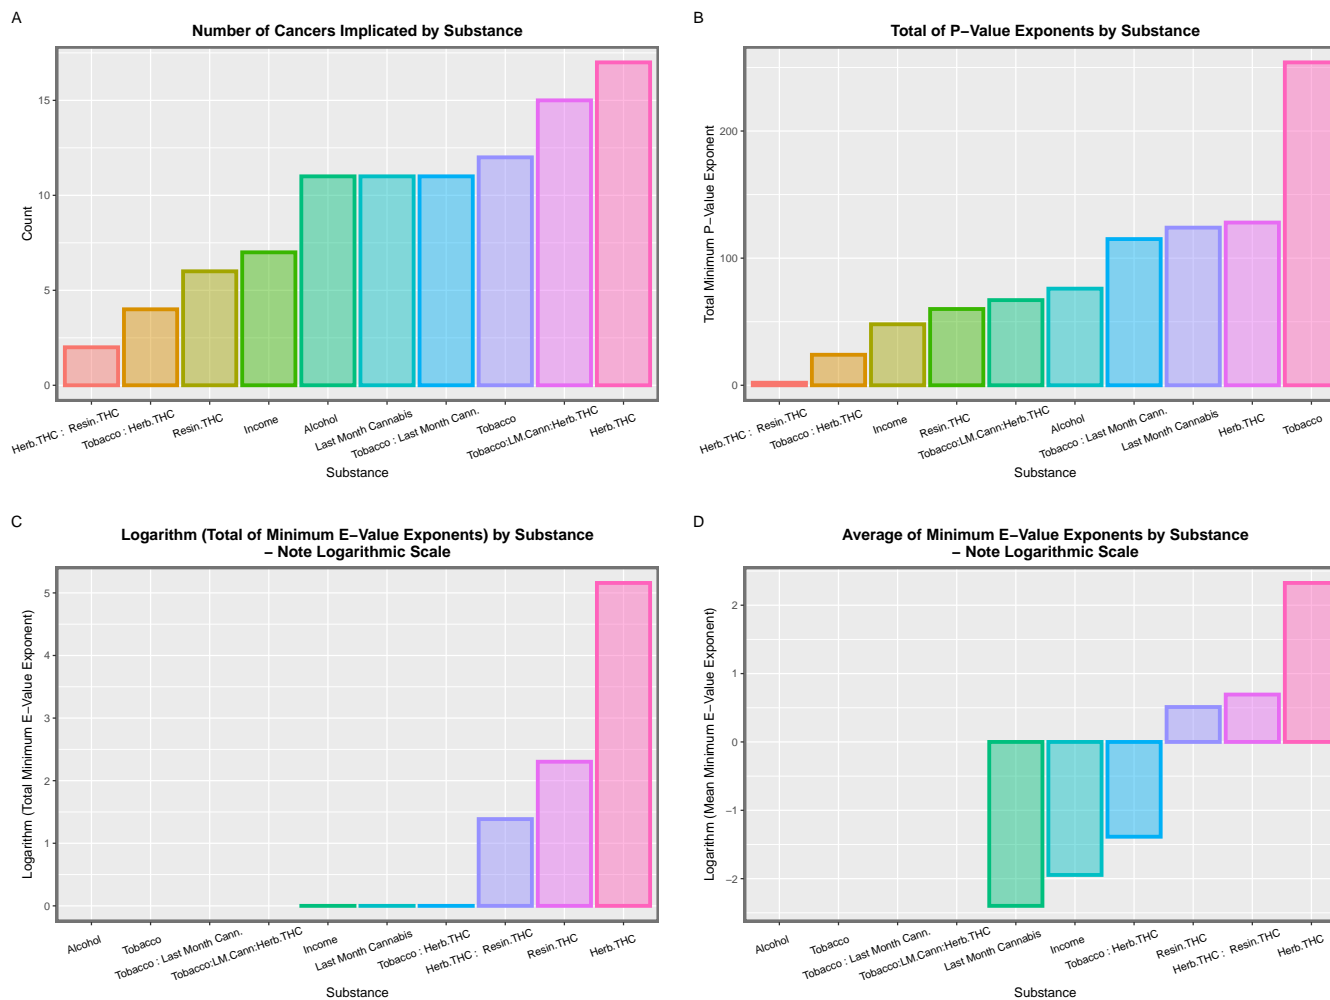 A
Number of Cancers Implicated by Substance
15
10
5
0
Count
Herb.THC : Resin.THC
Tobacco : Herb.THC
Resin.THC
Income
Alcohol
Last Month Cannabis
Tobacco : Last Month Cann.
Tobacco
Tobacco:LM.Cann:Herb.THC
Herb.THC
Substance
B
Total of P−Value Exponents by Substance
200
100
0
Total Minimum P−Value Exponent
Herb.THC : Resin.THC
Tobacco : Herb.THC
Income
Resin.THC
Tobacco:LM.Cann:Herb.THC
Alcohol
Tobacco : Last Month Cann.
Last Month Cannabis
Herb.THC
Tobacco
Substance
C
Logarithm (Total of Minimum E−Value Exponents) by Substance
− Note Logarithmic Scale
5
4
3
2
1
0
Logarithm (Total Minimum E−Value Exponent)
Alcohol
Tobacco
Tobacco : Last Month Cann.
Tobacco:LM.Cann:Herb.THC
Income
Last Month Cannabis
Tobacco : Herb.THC
Herb.THC : Resin.THC
Resin.THC
Herb.THC
Substance
D
Average of Minimum E−Value Exponents by Substance
− Note Logarithmic Scale
2
1
0
−1
−2
Logarithm (Mean Minimum E−Value Exponent)
Alcohol
Tobacco
Tobacco : Last Month Cann.
Tobacco:LM.Cann:Herb.THC
Last Month Cannabis
Income
Tobacco : Herb.THC
Resin.THC
Herb.THC : Resin.THC
Herb.THC
Substance